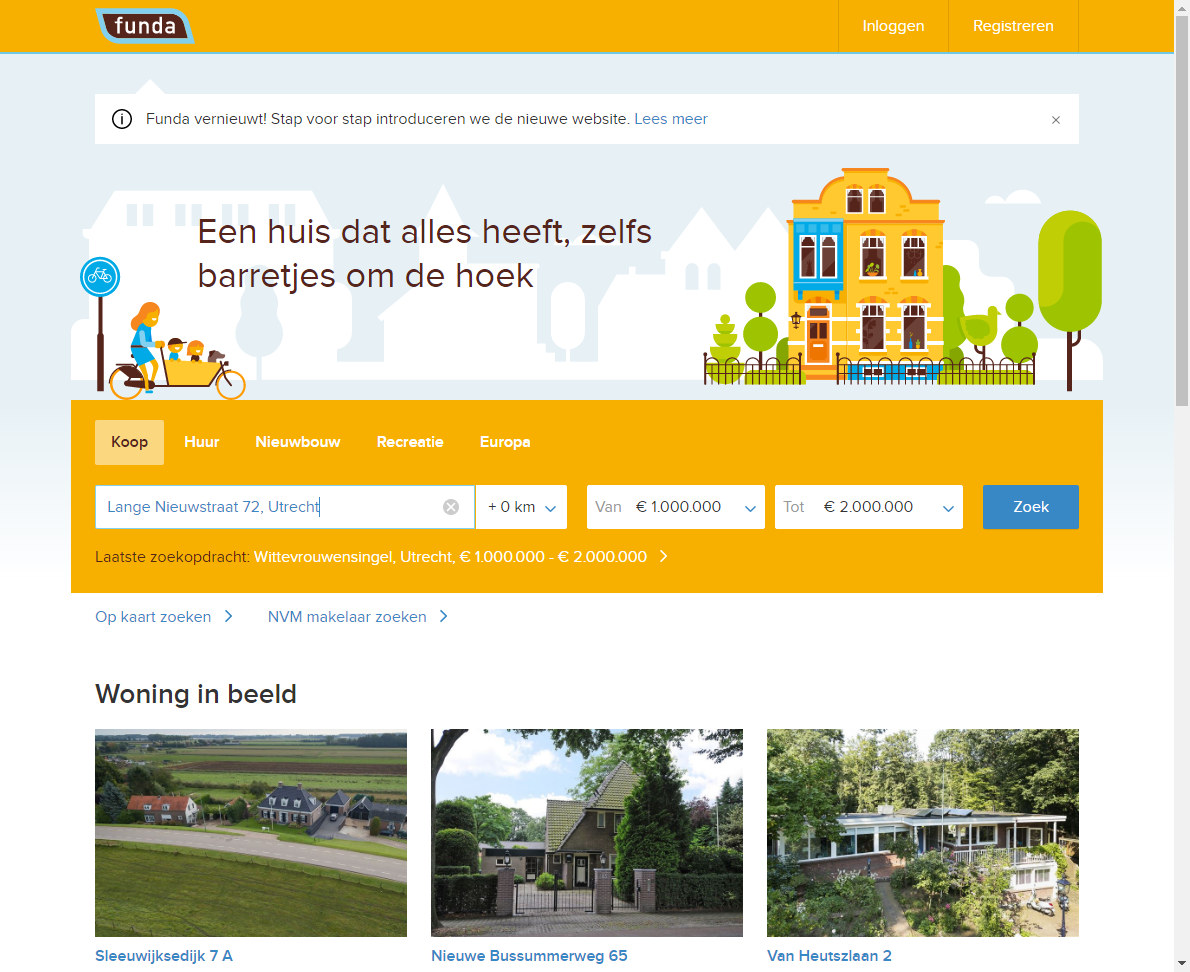 funda
Inloggen
Registreren
Funda vernieuwt! Stap voor stap introduceren we de nieuwe website. Lees meer
Een huis dat alles heeft, zelfs
barretjes om de hoek
Koop
Huur
Nieuwbouw
Recreatie
Europa
Lange Nieuwstraat 72, Utrecht
+ 0 km
Van € 1.000.000
Tot € 2.000.000
Zoek
Laatste zoekopdracht: Wittevrouwensingel, Utrecht, € 1.000.000 - € 2.000.000
Op kaart zoeken
NVM makelaar zoeken
Woning in beeld
Sleeuwijksedijk 7 A
Nieuwe Bussummerweg 65
Van Heutszlaan 2